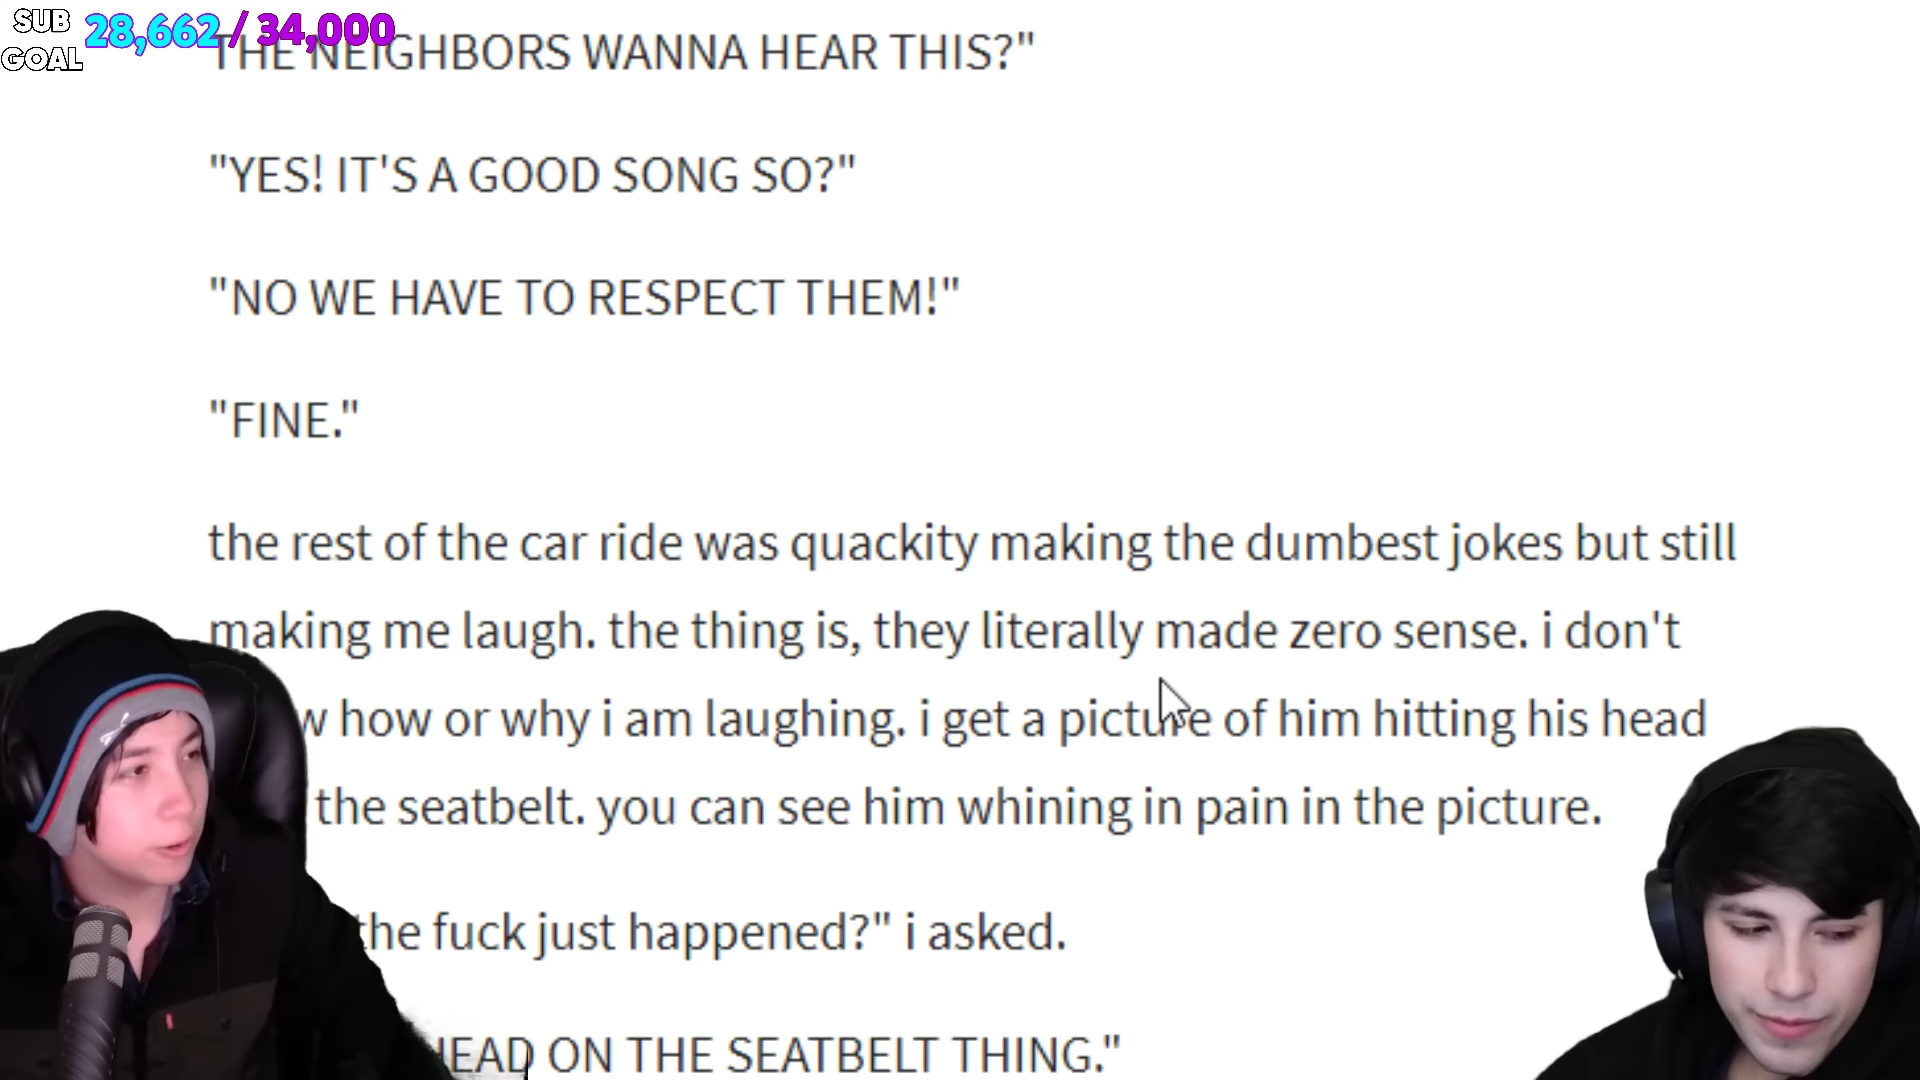 SUB GOAL 28,662 / 34,000
THE NEIGHBORS WANNA HEAR THIS?"
"YES! IT'S A GOOD SONG SO?"
"NO WE HAVE TO RESPECT THEM!"
"FINE."
the rest of the car ride was quackity making the dumbest jokes but still
making me laugh. the thing is, they literally made zero sense. i don't
w how or why i am laughing. i get a picture of him hitting his head
the seatbelt. you can see him whining in pain in the picture.
the fuck just happened?" i asked.
HEAD ON THE SEATBELT THING."